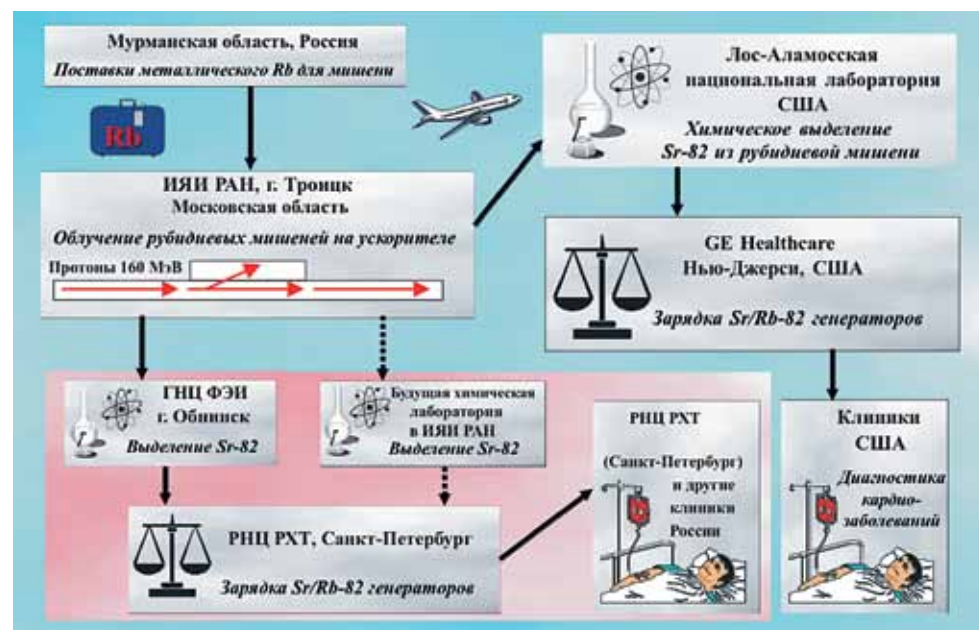 Мурманская область, Россия
Поставки металлического Rb для мишени
Rb
ИЯИ РАН, г. Троицк
Московская область
Облучение рубидиевых мишеней на ускорителе
Протоны 160 МэВ
Лос-Аламосская
национальная лаборатория
США
Химическое выделение
Sr-82 из рубидиевой мишени
GE Healthcare
Нью-Джерси, США
Зарядка Sr/Rb-82 генераторов
ГНЦ ФЭИ
г. Обнинск
Выделение Sr-82
Будущая химическая
лаборатория
в ИЯИ РАН
Выделение Sr-82
РНЦ РХТ, Санкт-Петербург
Зарядка Sr/Rb-82 генераторов
РНЦ РХТ
(Санкт-Петербург)
и другие
клиники
России
Клиники
США
Диагностика
кардио-
заболеваний